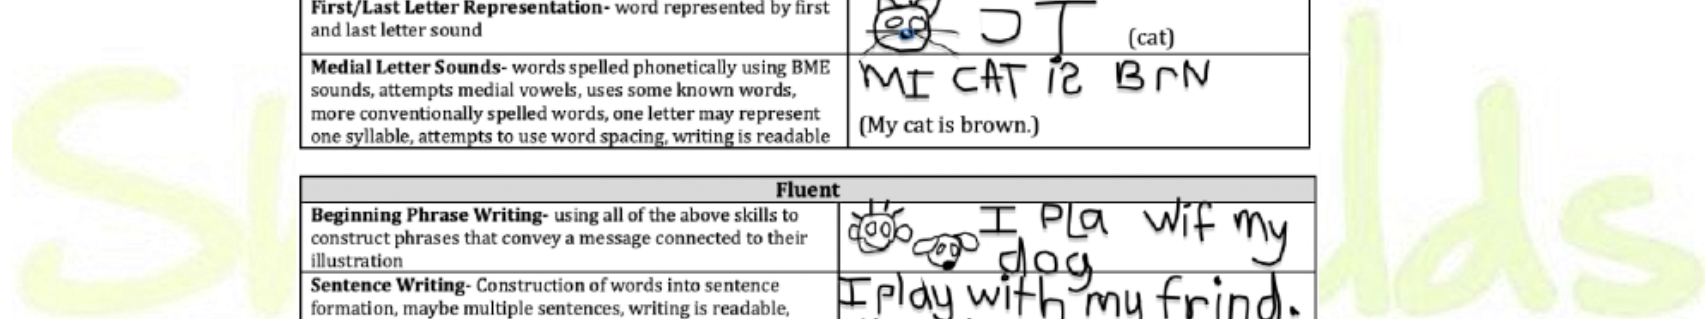 First/Last Letter Representation- word represented by first
and last letter sound
J T (cat)
Medial Letter Sounds- words spelled phonetically using BME
sounds, attempts medial vowels, uses some known words,
more conventionally spelled words, one letter may represent
one syllable, attempts to use word spacing, writing is readable
MI CAT iS BrN
(My cat is brown.)
Fluent
Beginning Phrase Writing- using all of the above skills to
construct phrases that convey a message connected to their
illustration
I PLa Wif my
dog
Sentence Writing- Construction of words into sentence
formation, maybe multiple sentences, writing is readable,
I play with my frind.